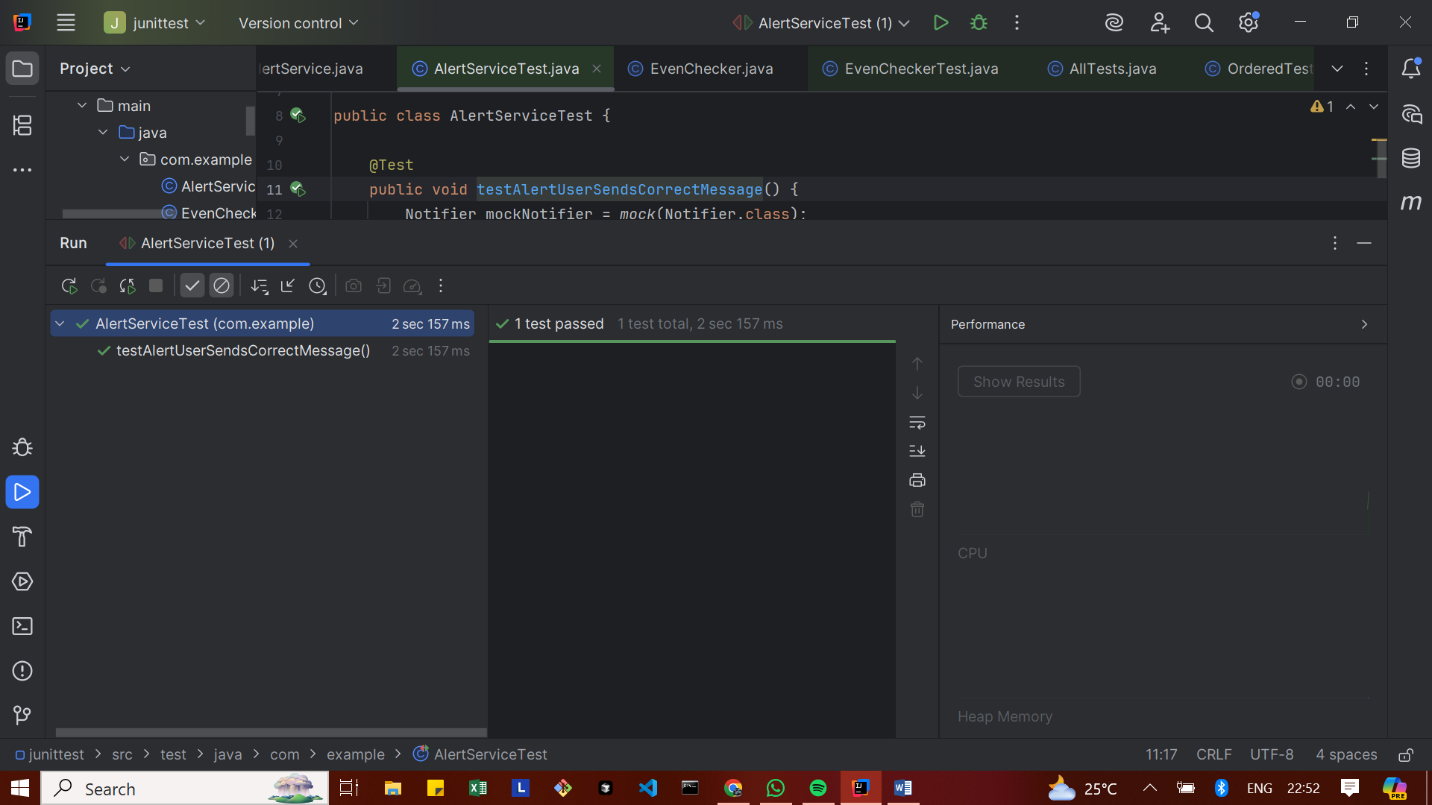 J junittest Version control AlertServiceTest (1)
Project
lertService.java AlertServiceTest.java EvenChecker.java EvenCheckerTest.java AllTests.java OrderedTest
main
java
com.example
AlertServic
EvenCheck
8 public class AlertServiceTest {
9
10 @Test
11 public void testAlertUserSendsCorrectMessage() {
12 Notifier mockNotifier = mock(Notifier.class);
1
Run AlertServiceTest (1)
AlertServiceTest (com.example) 2 sec 157 ms
testAlertUserSendsCorrectMessage() 2 sec 157 ms
1 test passed 1 test total, 2 sec 157 ms
Performance
Show Results 00:00
CPU
Heap Memory
junittest > src > test > java > com > example > AlertServiceTest 11:17 CRLF UTF-8 4 spaces
Search 25°C ENG 22:52